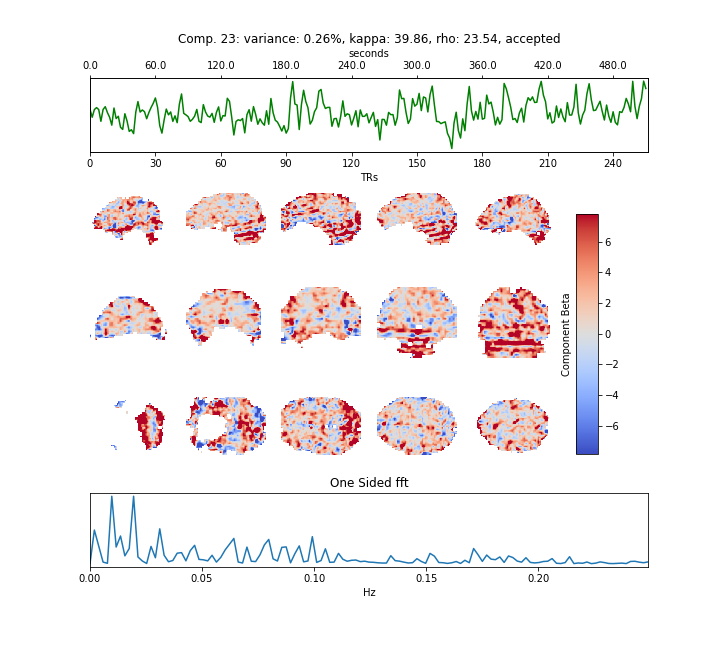 Comp. 23: variance: 0.26%, kappa: 39.86, rho: 23.54, accepted
seconds
0.0 60.0 120.0 180.0 240.0 300.0 360.0 420.0 480.0
0 30 60 90 120 150 180 210 240
TRs
6
4
2
0
−2
−4
−6
Component Beta
One Sided fft
0.00 0.05 0.10 0.15 0.20
Hz